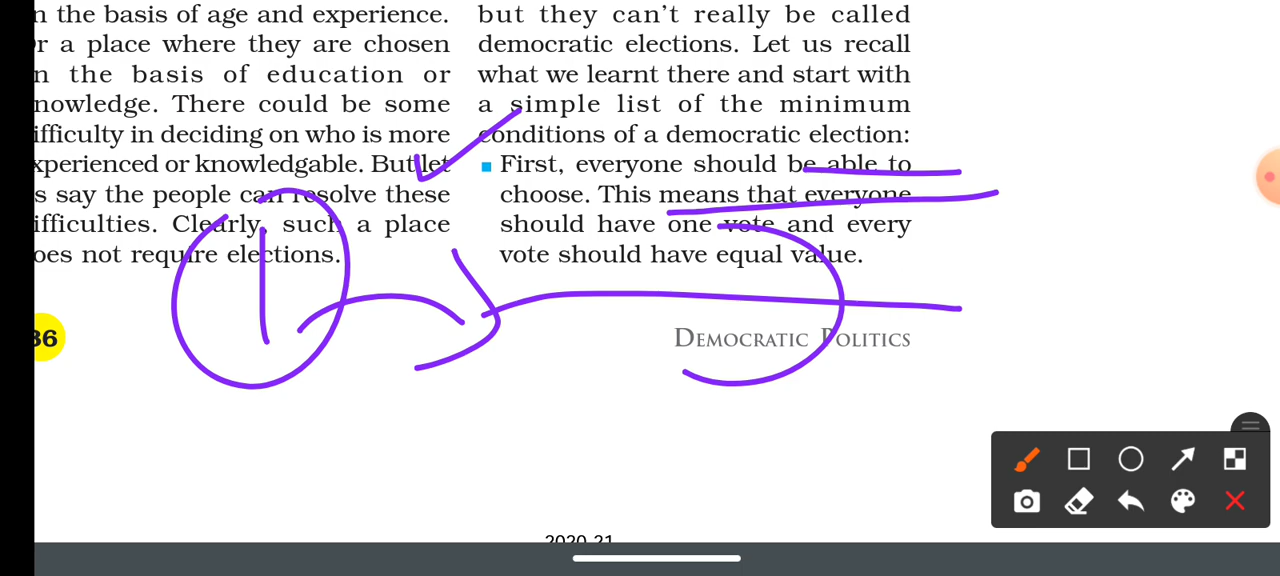 n the basis of age and experience.
r a place where they are chosen
n the basis of education or
nowledge. There could be some
ifficulty in deciding on who is more
xperienced or knowledgable. But let
s say the people can resolve these
ifficulties. Clearly, such a place
oes not require elections.
but they can't really be called
democratic elections. Let us recall
what we learnt there and start with
a simple list of the minimum
conditions of a democratic election:
First, everyone should be able to
choose. This means that everyone
should have one vote and every
vote should have equal value.
36
DEMOCRATIC POLITICS
2020-21